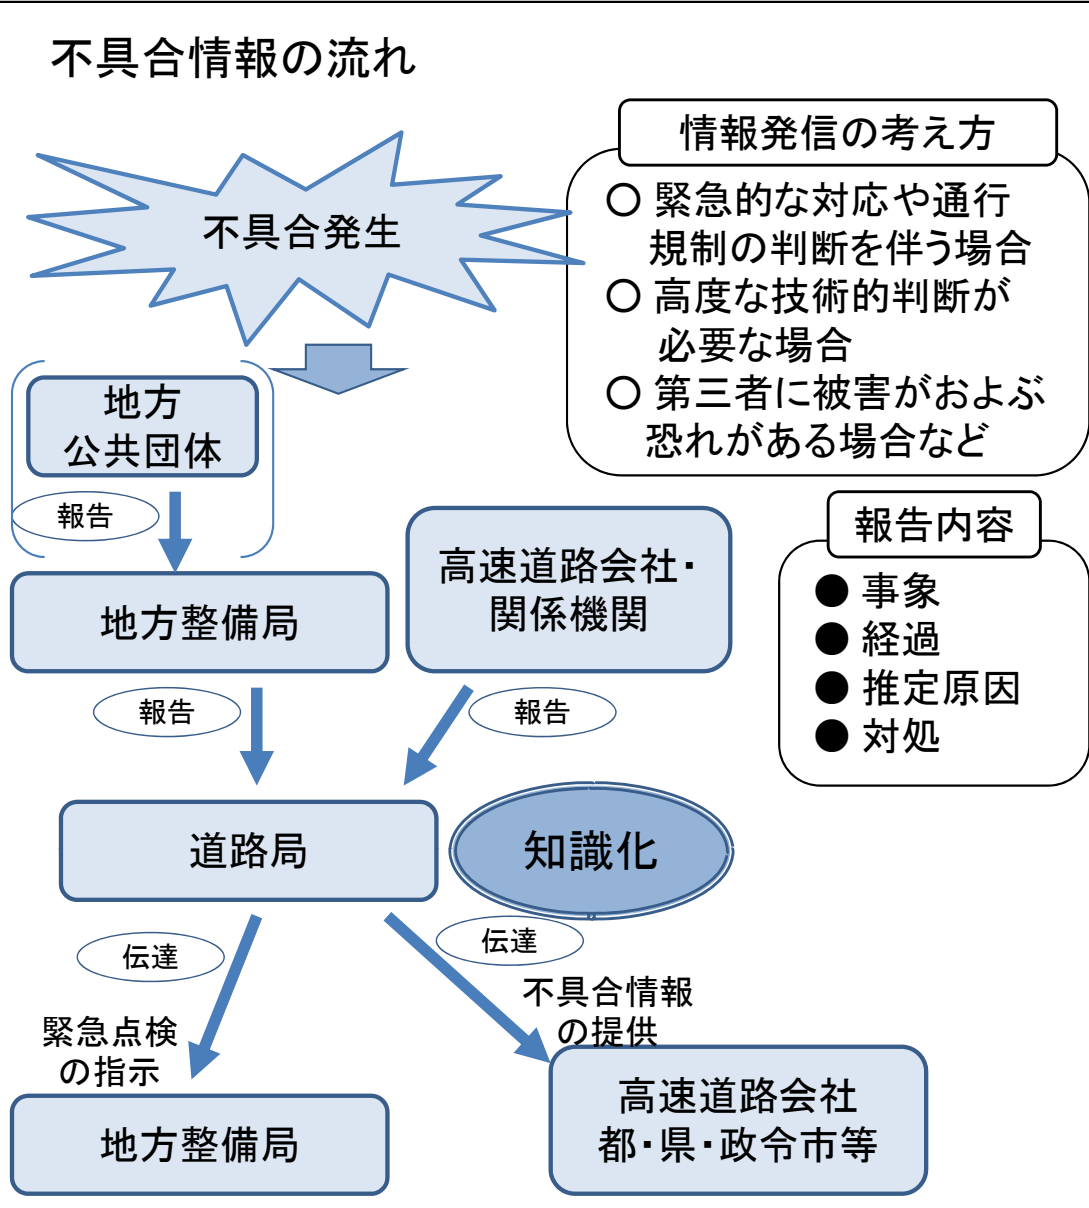 不具合情報の流れ
不具合発生
情報発信の考え方
○ 緊急的な対応や通行
規制の判断を伴う場合
○ 高度な技術的判断が
必要な場合
○ 第三者に被害がおよぶ
恐れがある場合など
地方
公共団体
報告
地方整備局
高速道路会社・
関係機関
報告内容
● 事象
● 経過
● 推定原因
● 対処
報告
報告
道路局
知識化
伝達
伝達
緊急点検
の指示
不具合情報
の提供
地方整備局
高速道路会社
都・県・政令市等